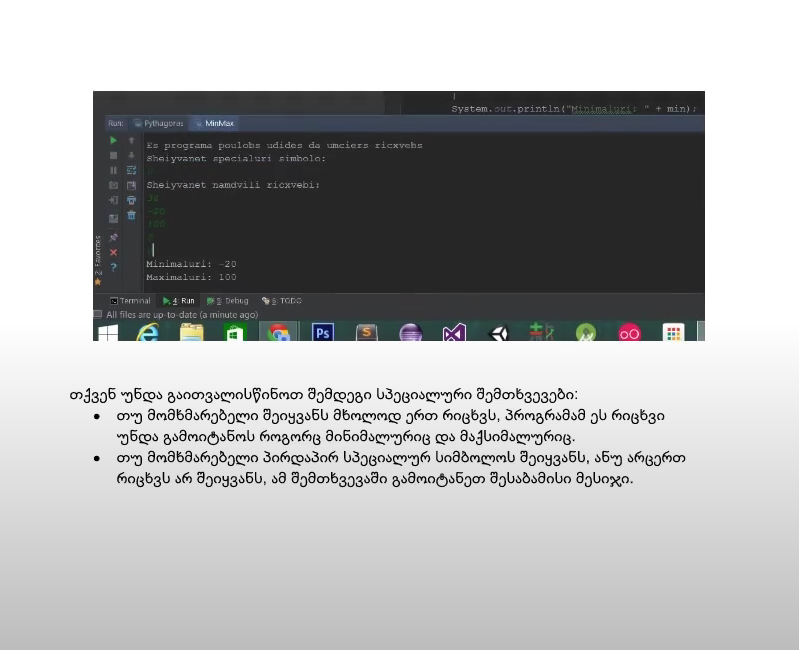 System.out.println("Minimaluri: " + min);
Run: Pythagoras MinMax
Es programa poulobs udides da umciers ricxvebs
Sheiyvanet specialuri simbolo:
Sheiyvanet namdvili ricxvebi:
-20
100
Minimaluri: -20
Maximaluri: 100
2: Favorites
Terminal 4: Run 5: Debug 6: TODO
All files are up-to-date (a minute ago)
Ps S
თქვენ უნდა გაითვალისწინოთ შემდეგი სპეციალური შემთხვევები:
● თუ მომხმარებელი შეიყვანს მხოლოდ ერთ რიცხვს, პროგრამამ ეს რიცხვი
უნდა გამოიტანოს როგორც მინიმალურიც და მაქსიმალურიც.
● თუ მომხმარებელი პირდაპირ სპეციალურ სიმბოლოს შეიყვანს, ანუ არცერთ
რიცხვს არ შეიყვანს, ამ შემთხვევაში გამოიტანეთ შესაბამისი მესიჯი.